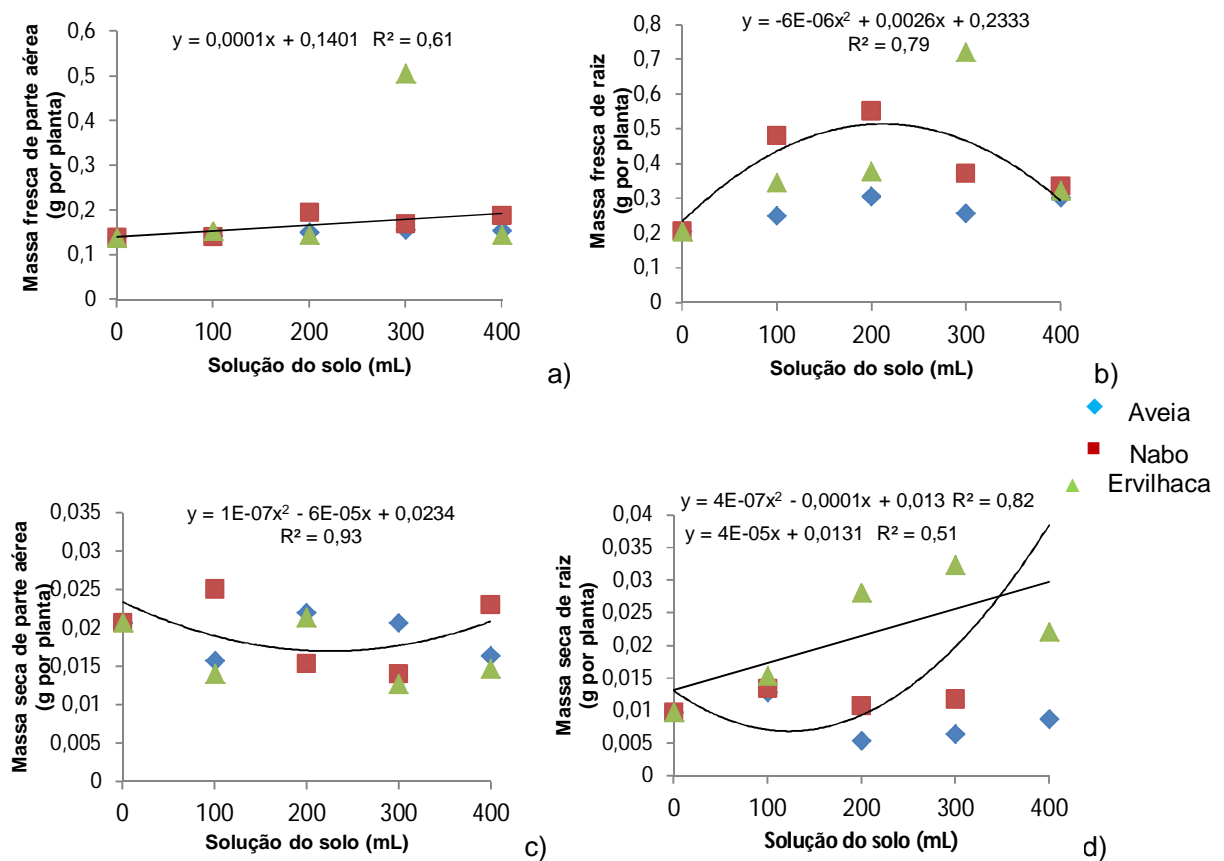 y = 0,0001x + 0,1401 R² = 0,61
Massa fresca de parte aérea
(g por planta)
0,6
0,5
0,4
0,3
0,2
0,1
0
0 100 200 300 400
Solução do solo (mL)
a)
y = -6E-06x² + 0,0026x + 0,2333
R² = 0,79
Massa fresca de raiz
(g por planta)
0,8
0,7
0,6
0,5
0,4
0,3
0,2
0,1
0
0 100 200 300 400
Solução do solo (mL)
b)
Aveia
Nabo
Ervilhaca
y = 1E-07x² - 6E-05x + 0,0234
R² = 0,93
Massa seca de parte aérea
(g por planta)
0,035
0,03
0,025
0,02
0,015
0,01
0,005
0
0 100 200 300 400
Solução do solo (mL)
c)
y = 4E-07x² - 0,0001x + 0,013 R² = 0,82
y = 4E-05x + 0,0131 R² = 0,51
Massa seca de raiz
(g por planta)
0,04
0,035
0,03
0,025
0,02
0,015
0,01
0,005
0
0 100 200 300 400
Solução do solo (mL)
d)